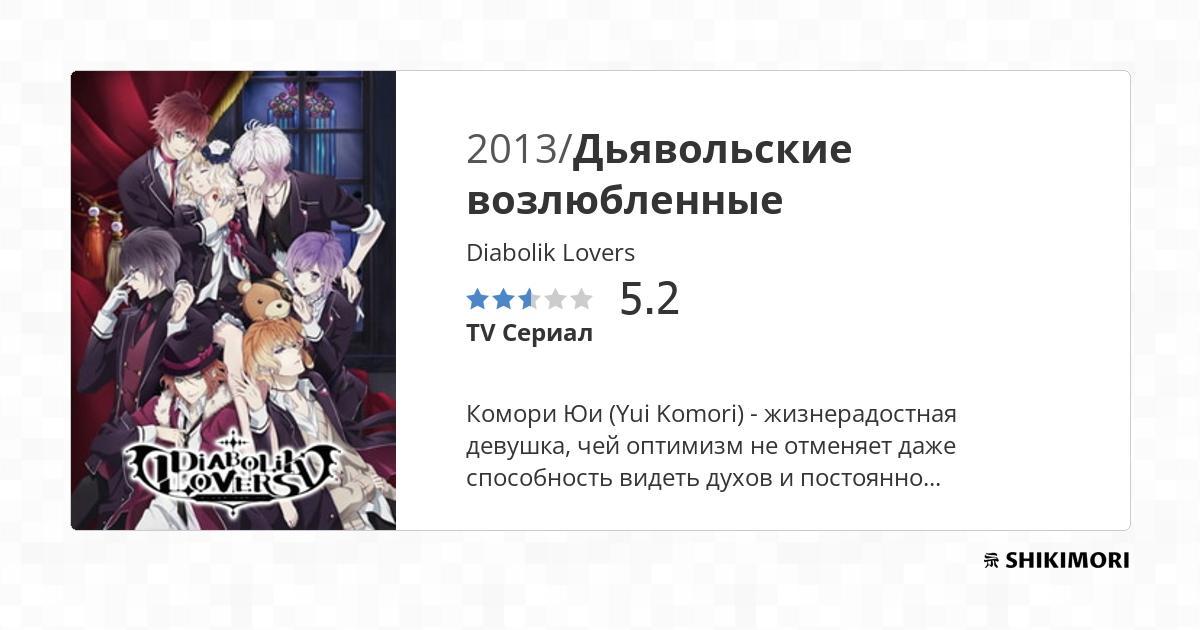 2013/Дьявольские
возлюбленные
Diabolik Lovers
5.2
TV Сериал
Комори Юи (Yui Komori) - жизнерадостная
девушка, чей оптимизм не отменяет даже
способность видеть духов и постоянно...
DIABOLIK
LOVERS
SHIKIMORI